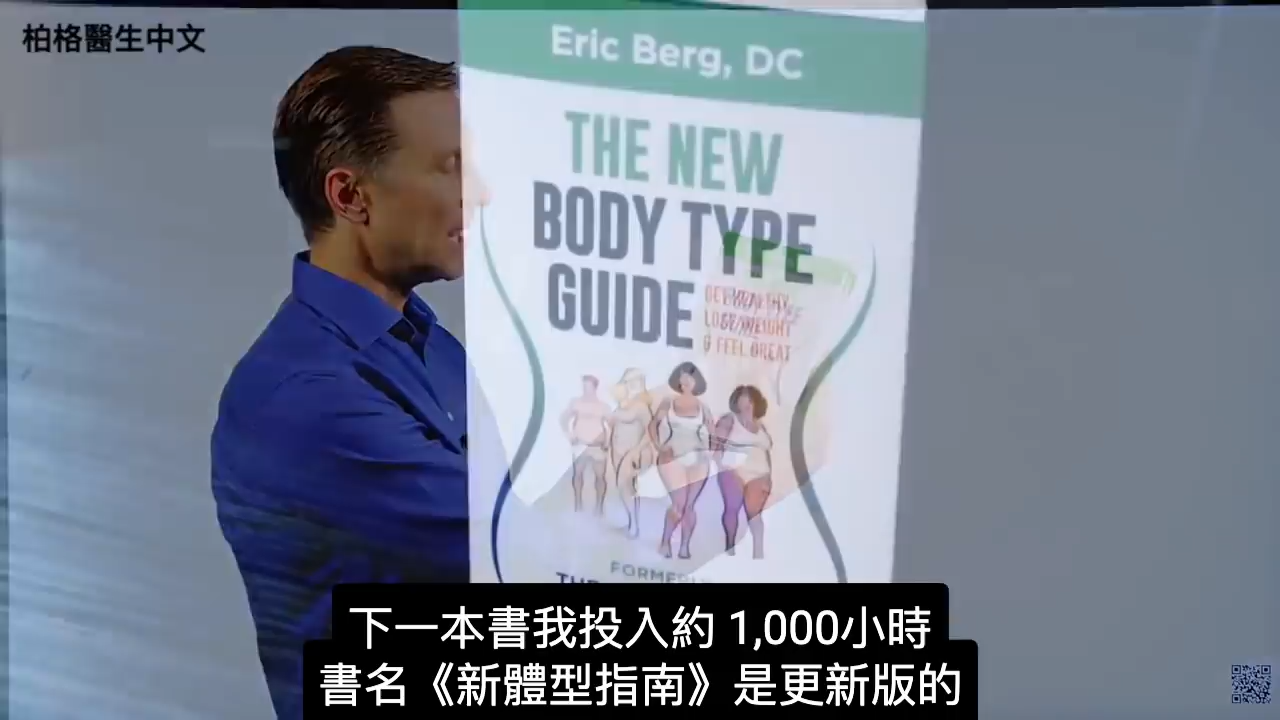 柏格醫生中文
Eric Berg, DC
THE NEW
BODY TYPE
GUIDE
GET HEALTHY
LOSE WEIGHT
& FEEL GREAT
下一本書我投入約 1,000小時
書名《新體型指南》是更新版的